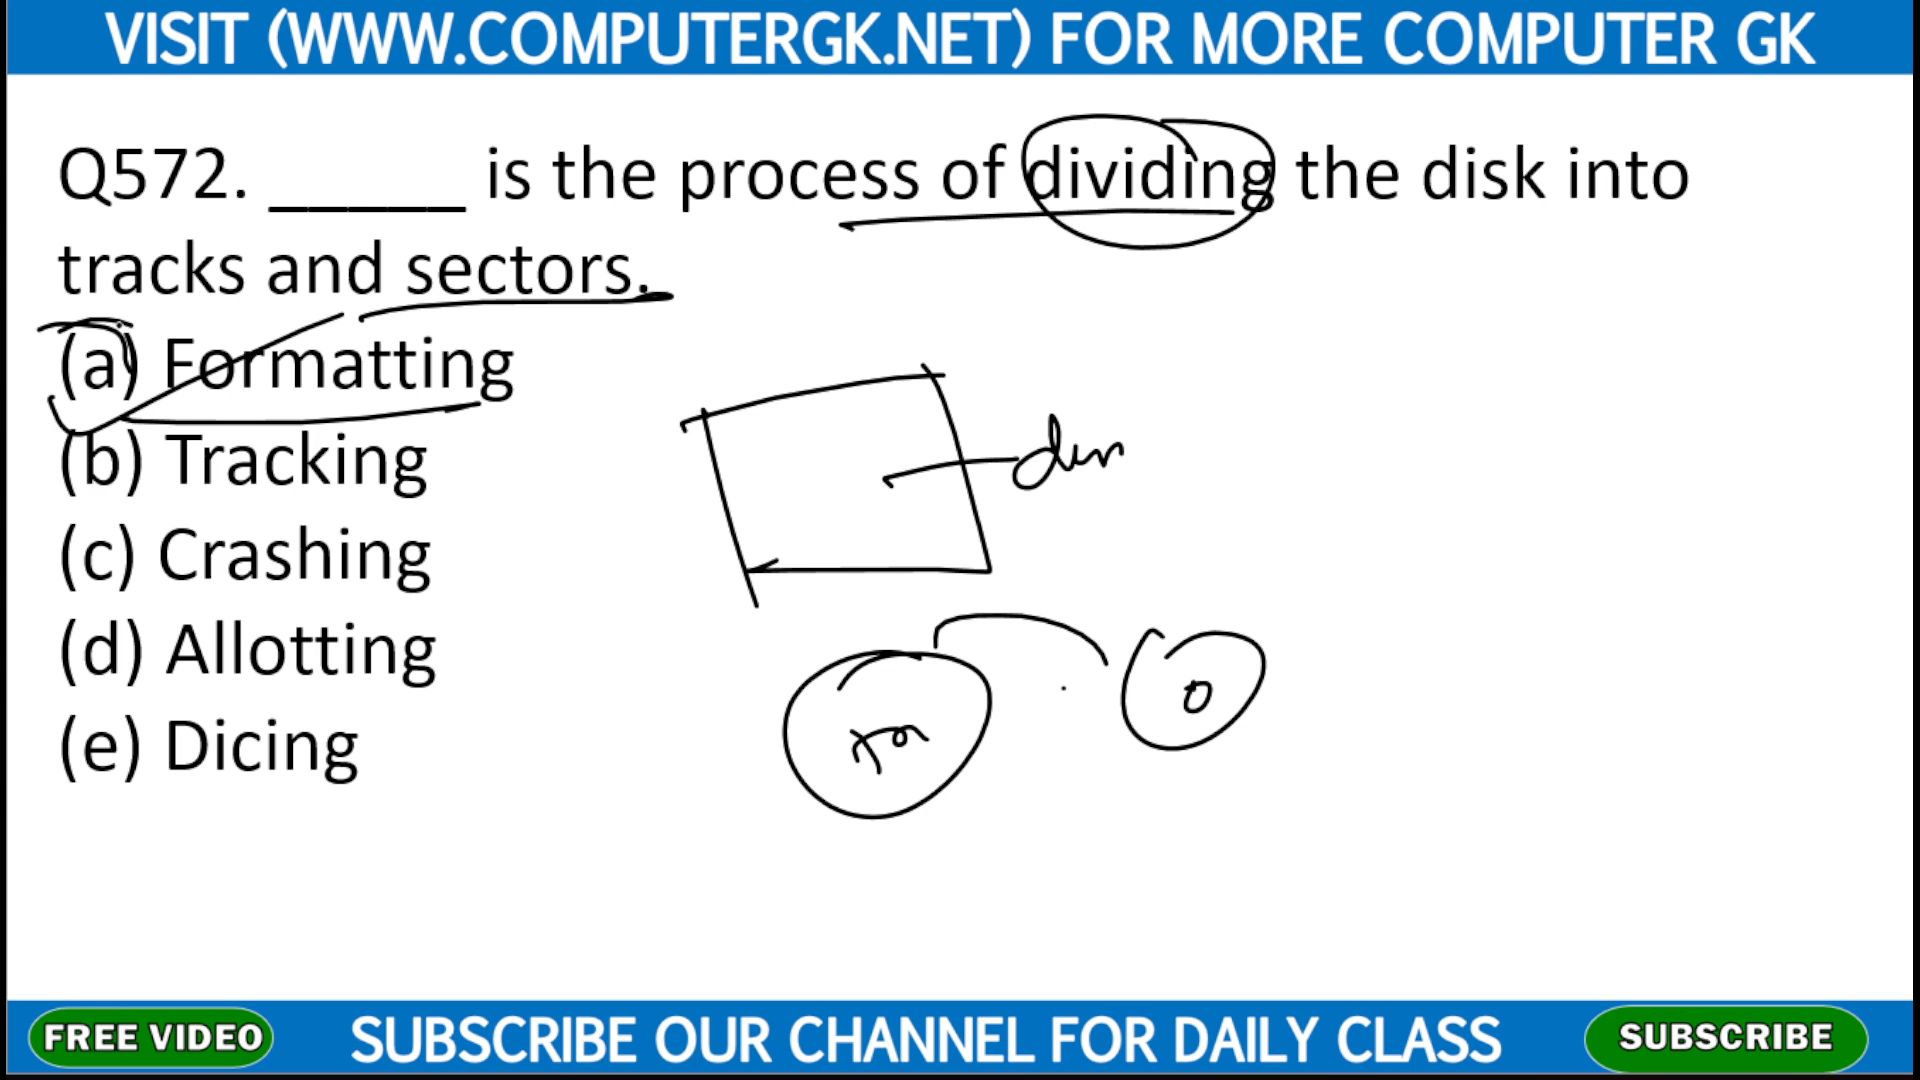 VISIT (WWW.COMPUTERGK.NET) FOR MORE COMPUTER GK
Q572. _____ is the process of dividing the disk into
tracks and sectors.
(a) Formatting
(b) Tracking
(c) Crashing
(d) Allotting
(e) Dicing
FREE VIDEO
SUBSCRIBE OUR CHANNEL FOR DAILY CLASS
SUBSCRIBE